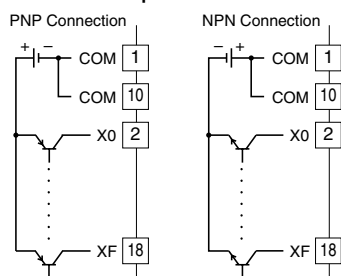 PNP Connection NPN Connection
+ − COM 1 − + COM 1
COM 10 COM 10
X0 2 X0 2
XF 18 XF 18